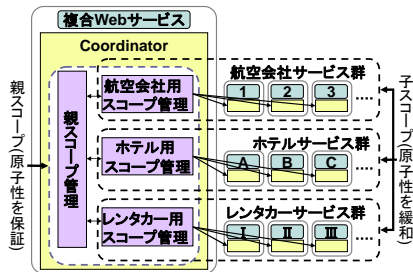 複合Webサービス
Coordinator
親スコープ(原子性を保証)
親スコープ管理
航空会社用
スコープ管理
航空会社サービス群
1 2 3 ....
ホテル用
スコープ管理
ホテルサービス群
A B C ....
レンタカー用
スコープ管理
レンタカーサービス群
I II III ....
子スコープ(原子性を緩和)